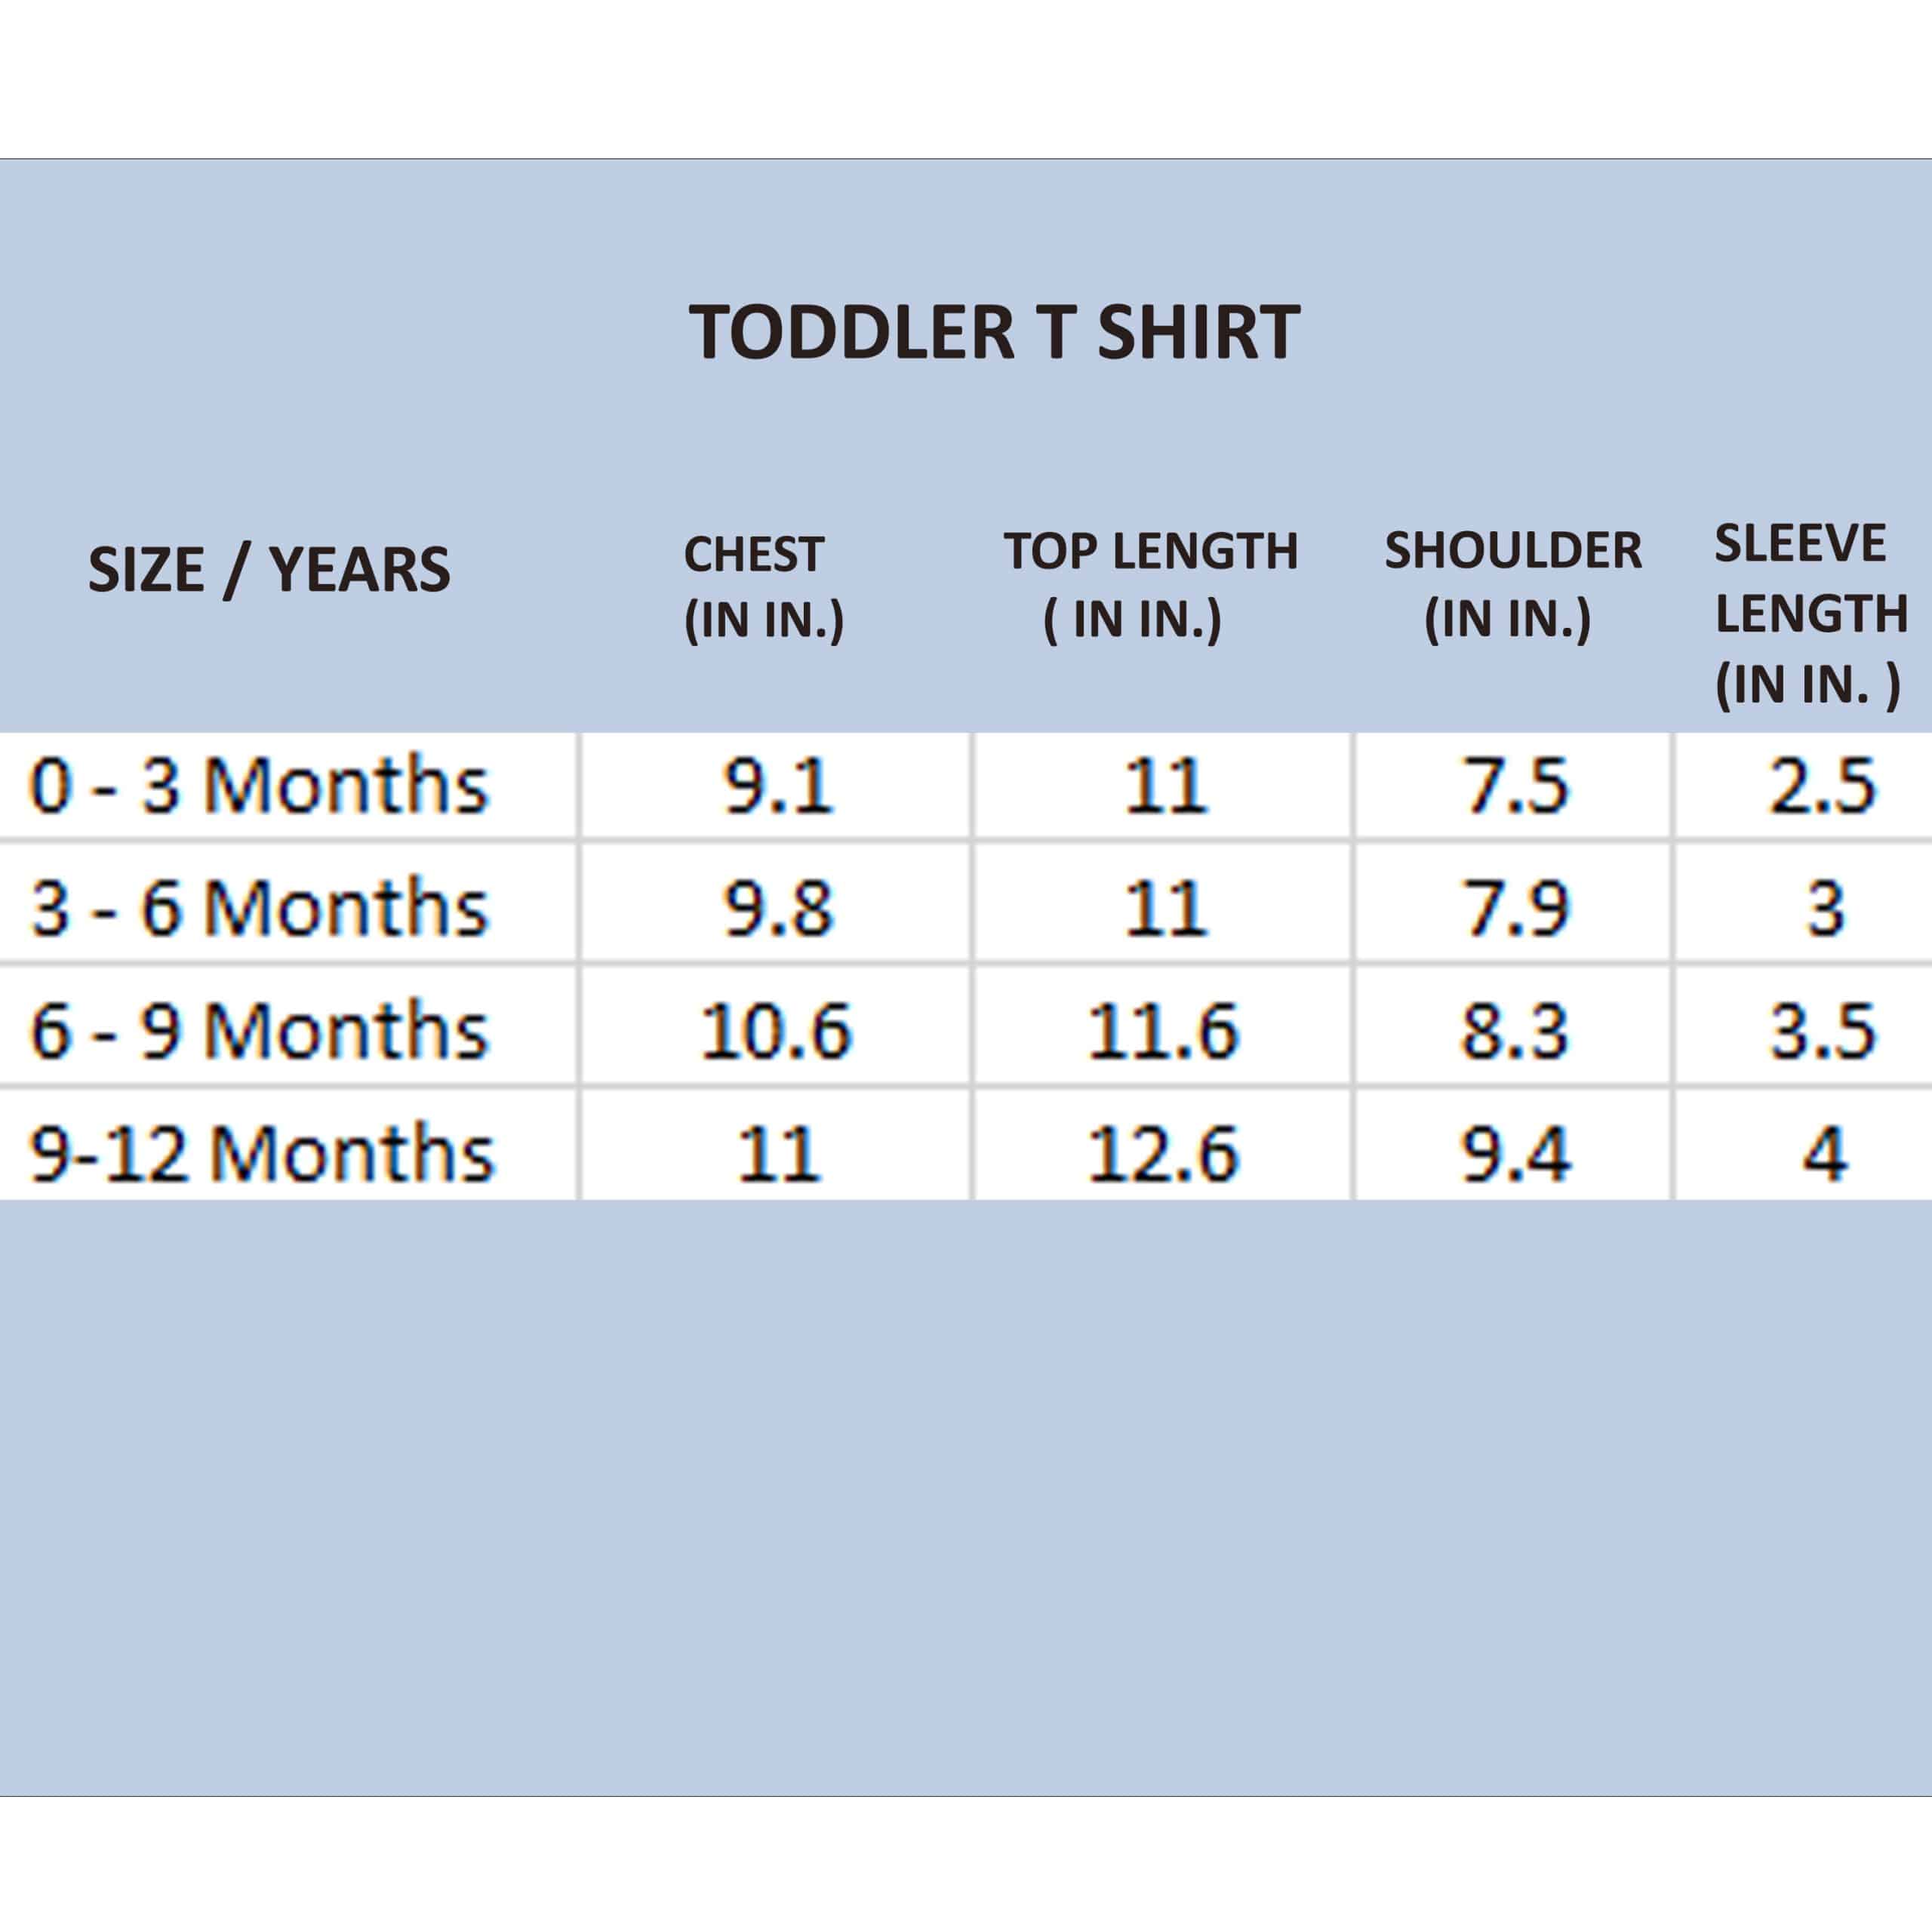 TODDLER T SHIRT
SIZE / YEARS CHEST (IN IN.) TOP LENGTH ( IN IN.) SHOULDER (IN IN.) SLEEVE LENGTH (IN IN. )
0 - 3 Months 9.1 11 7.5 2.5
3 - 6 Months 9.8 11 7.9 3
6 - 9 Months 10.6 11.6 8.3 3.5
9-12 Months 11 12.6 9.4 4